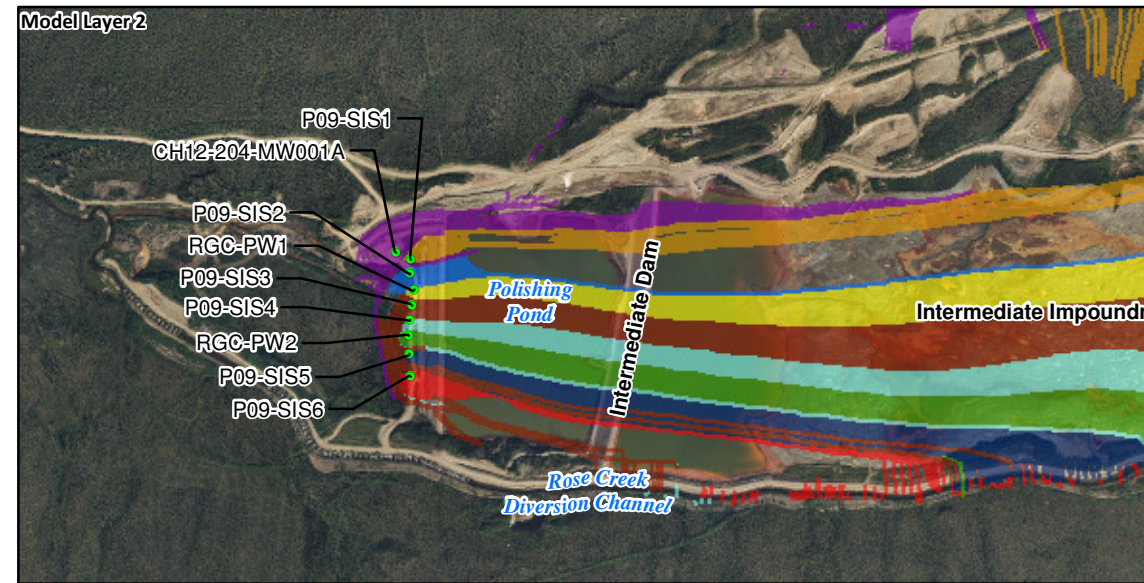 Model Layer 2
P09-SIS1
CH12-204-MW001A
P09-SIS2
RGC-PW1
P09-SIS3
P09-SIS4
RGC-PW2
P09-SIS5
P09-SIS6
Polishing
Pond
Intermediate Dam
Intermediate Impoundm
Rose Creek
Diversion Channel